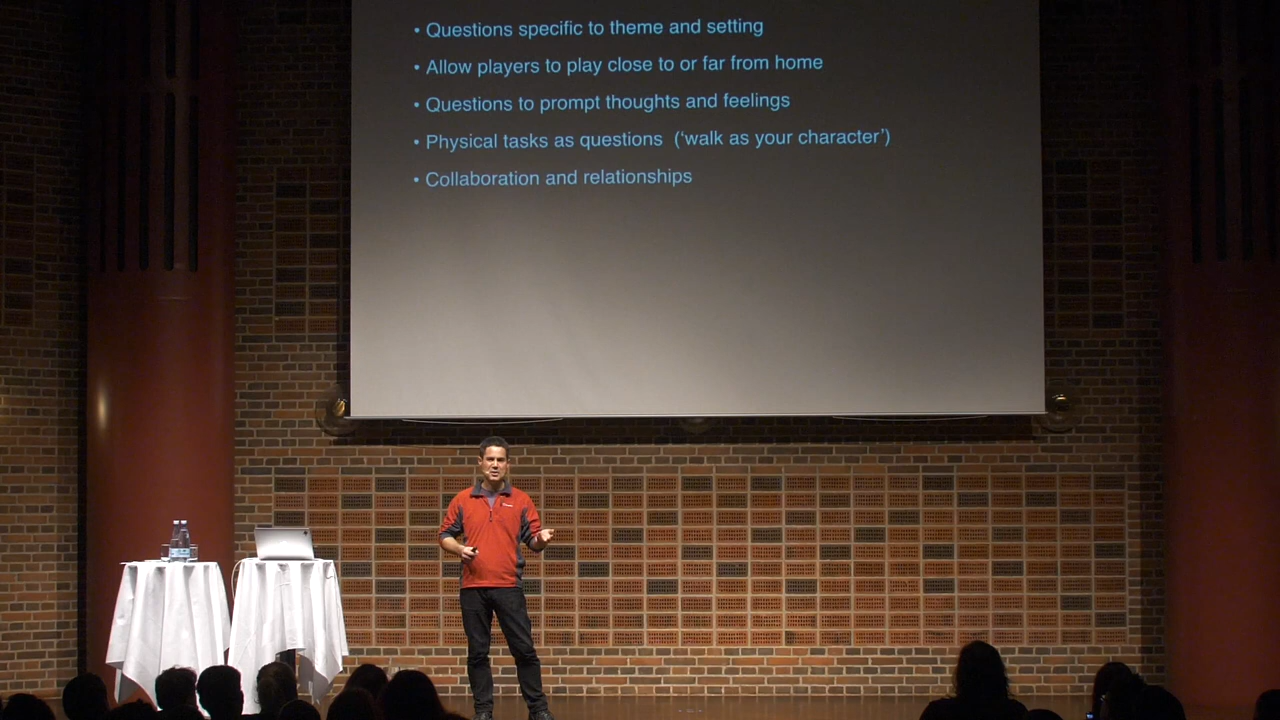 • Questions specific to theme and setting
• Allow players to play close to or far from home
• Questions to prompt thoughts and feelings
• Physical tasks as questions  (‘walk as your character’)
• Collaboration and relationships